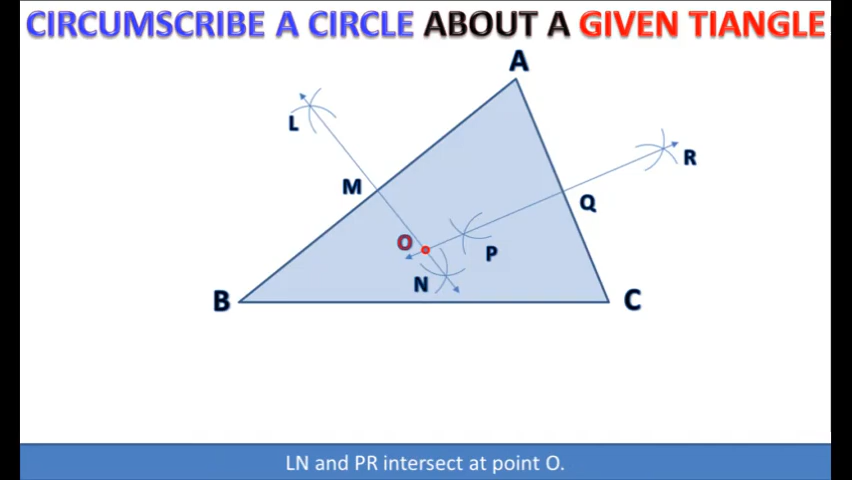 CIRCUMSCRIBE A CIRCLE ABOUT A GIVEN TIANGLE
A
L
R
M
Q
O
P
N
B
C
LN and PR intersect at point O.